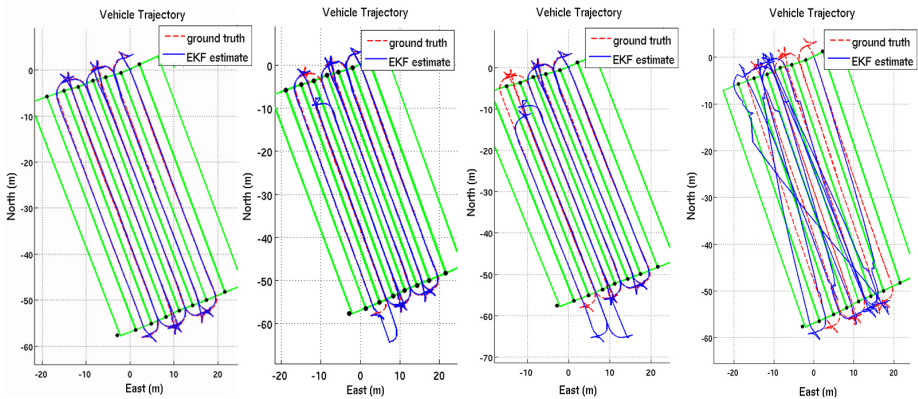 Vehicle Trajectory
ground truth
EKF estimate
0
-10
-20
-30
-40
-50
-60
North (m)
-20 -10 0 10 20
East (m)
Vehicle Trajectory
ground truth
EKF estimate
0
-10
-20
-30
-40
-50
-60
North (m)
-20 -10 0 10 20
East (m)
Vehicle Trajectory
ground truth
EKF estimate
0
-10
-20
-30
-40
-50
-60
-70
North (m)
-10 0 10 20
East (m)
Vehicle Trajectory
ground truth
EKF estimate
0
-10
-20
-30
-40
-50
-60
North (m)
-20 -10 0 10 20
East (m)